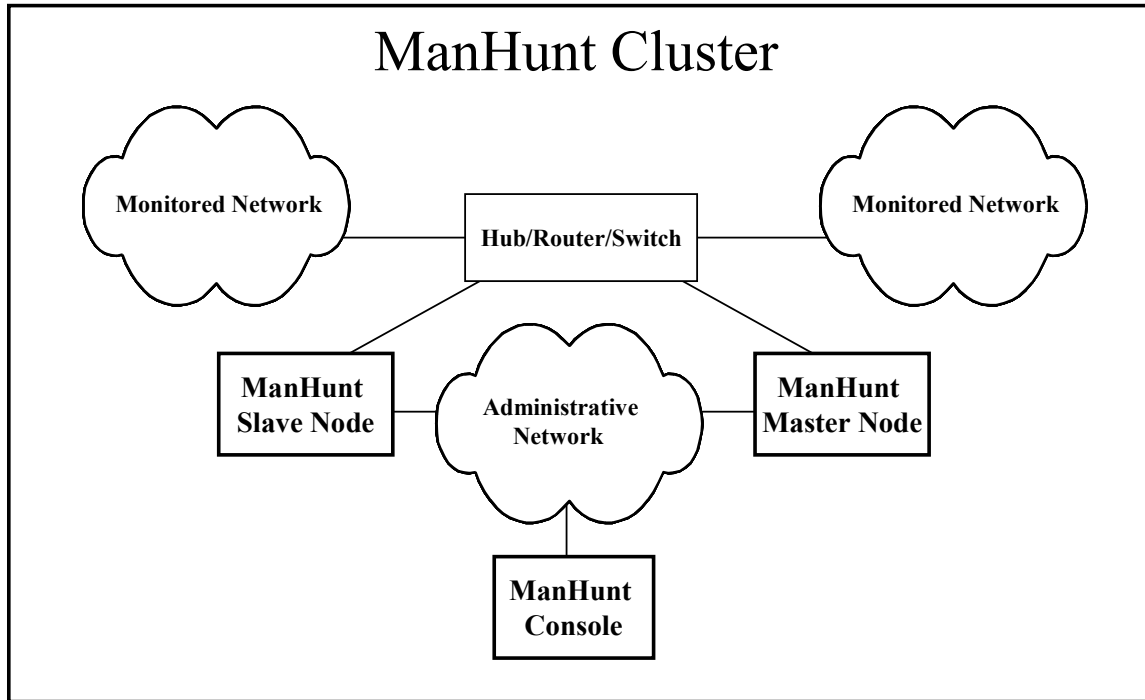 ManHunt Cluster
Monitored Network
Monitored Network
Hub/Router/Switch
ManHunt
Slave Node
Administrative
Network
ManHunt
Master Node
ManHunt
Console